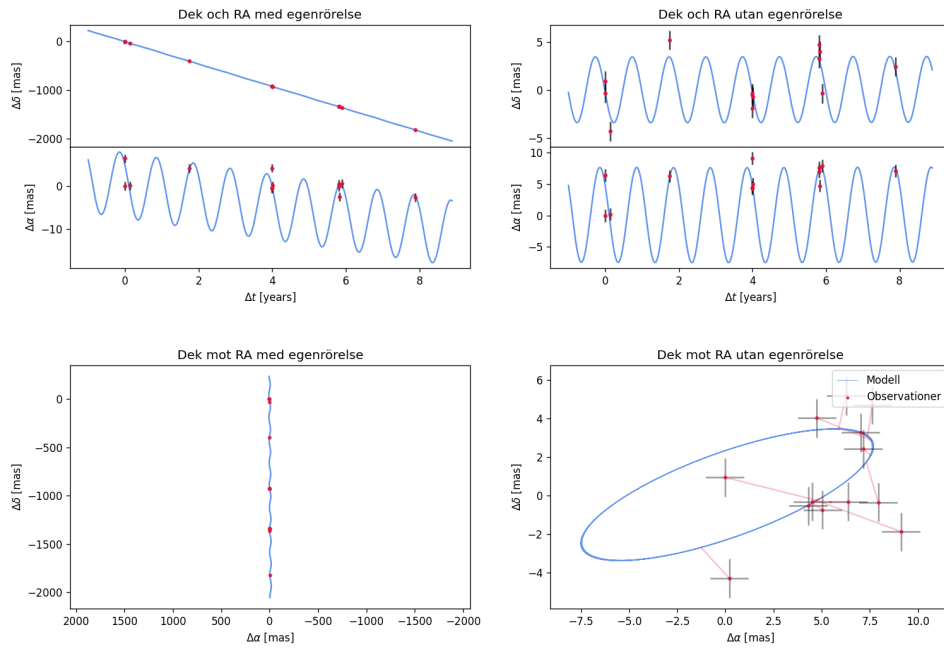 Dek och RA med egenrörelse
Dek och RA utan egenrörelse
0
−1000
−2000
Δδ [mas]
5
0
−5
Δδ [mas]
0
−10
Δα [mas]
10
5
0
−5
Δα [mas]
0 2 4 6 8
Δt [years]
0 2 4 6 8
Δt [years]
Dek mot RA med egenrörelse
Dek mot RA utan egenrörelse
0
−500
−1000
−1500
−2000
Δδ [mas]
2000 1500 1000 500 0 −500 −1000 −1500 −2000
Δα [mas]
Modell
Observationer
6
4
2
0
−2
−4
Δδ [mas]
−7.5 −5.0 −2.5 0.0 2.5 5.0 7.5 10.0
Δα [mas]